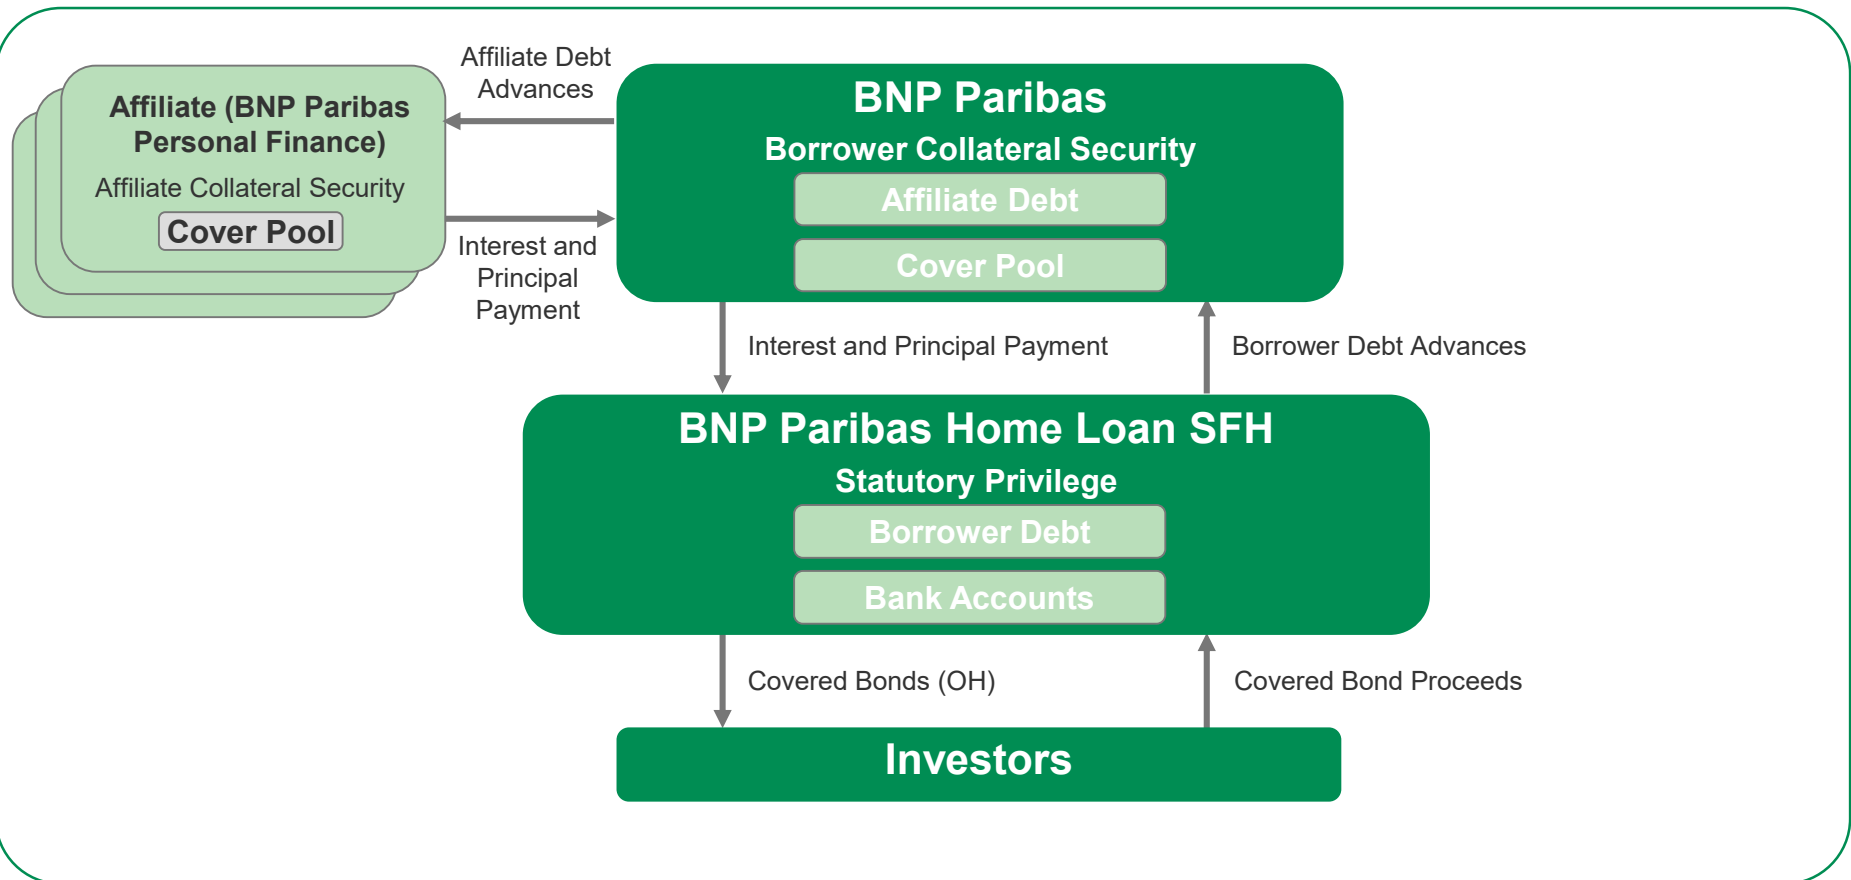 Affiliate Debt
Advances
Affiliate (BNP Paribas
Personal Finance)
Affiliate Collateral Security
Cover Pool
Interest and
Principal
Payment
BNP Paribas
Borrower Collateral Security
Affiliate Debt
Cover Pool
Interest and Principal Payment
Borrower Debt Advances
BNP Paribas Home Loan SFH
Statutory Privilege
Borrower Debt
Bank Accounts
Covered Bonds (OH)
Covered Bond Proceeds
Investors